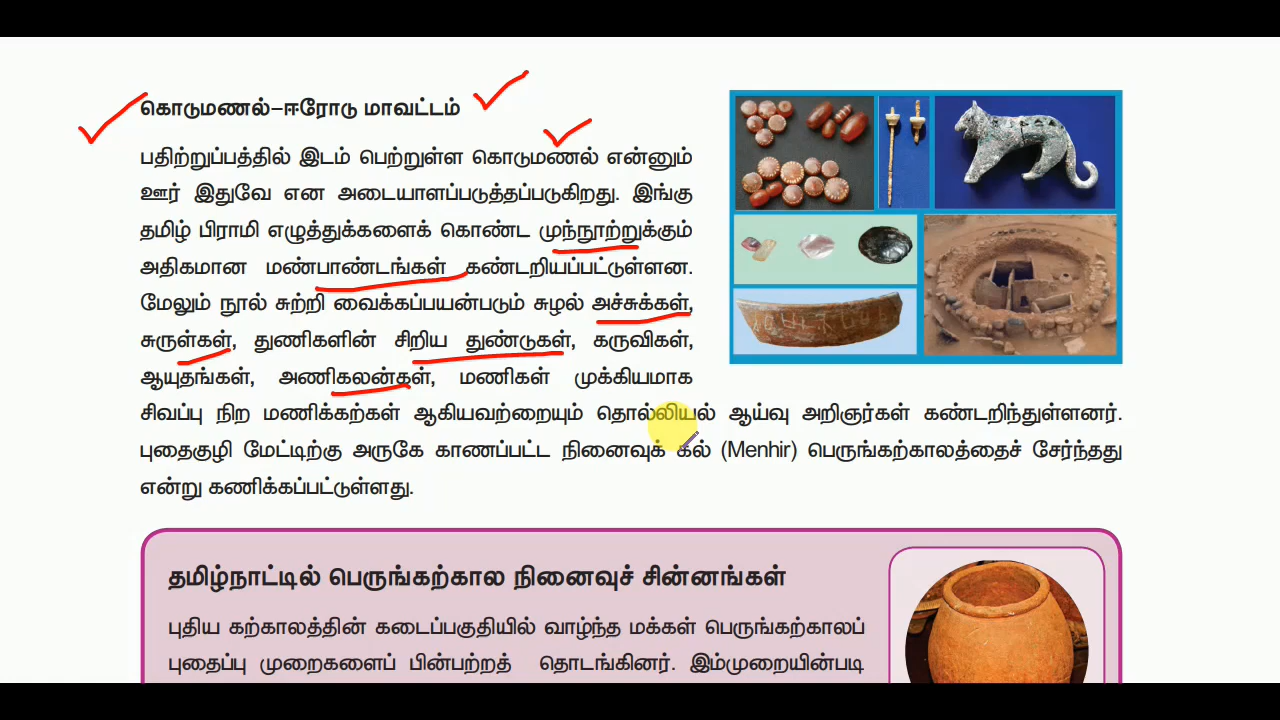 கொடுமணல்–ஈரோடு மாவட்டம்
பதிற்றுப்பத்தில் இடம் பெற்றுள்ள கொடுமணல் என்னும்
ஊர் இதுவே என அடையாளப்படுத்தப்படுகிறது. இங்கு
தமிழ் பிராமி எழுத்துக்களைக் கொண்ட முந்நூற்றுக்கும்
அதிகமான மண்பாண்டங்கள் கண்டறியப்பட்டுள்ளன.
மேலும் நூல் சுற்றி வைக்கப்பயன்படும் சுழல் அச்சுக்கள்,
சுருள்கள், துணிகளின் சிறிய துண்டுகள், கருவிகள்,
ஆயுதங்கள், அணிகலன்கள், மணிகள் முக்கியமாக
சிவப்பு நிற மணிக்கற்கள் ஆகியவற்றையும் தொல்லியல் ஆய்வு அறிஞர்கள் கண்டறிந்துள்ளனர்.
புதைகுழி மேட்டிற்கு அருகே காணப்பட்ட நினைவுக் கல் (Menhir) பெருங்கற்காலத்தைச் சேர்ந்தது
என்று கணிக்கப்பட்டுள்ளது.
தமிழ்நாட்டில் பெருங்கற்கால நினைவுச் சின்னங்கள்
புதிய கற்காலத்தின் கடைப்பகுதியில் வாழ்ந்த மக்கள் பெருங்கற்காலப்
புதைப்பு முறைகளைப் பின்பற்றத் தொடங்கினர். இம்முறையின்படி